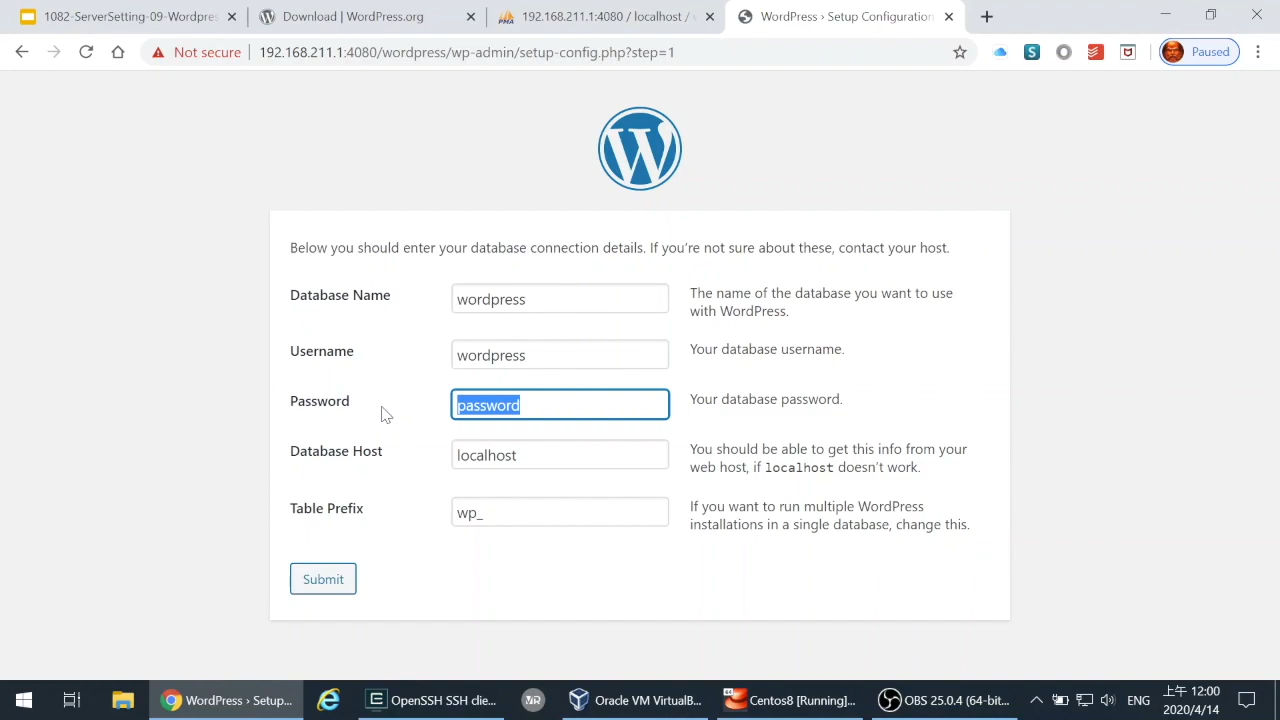 1082-ServerSetting-09-Wordpres
Download | WordPress.org
192.168.211.1:4080 / localhost /
WordPress › Setup Configuration
Not secure
192.168.211.1:4080/wordpress/wp-admin/setup-config.php?step=1
S
Paused
W
Below you should enter your database connection details. If you're not sure about these, contact your host.
Database Name
wordpress
The name of the database you want to use
with WordPress.
Username
wordpress
Your database username.
Password
password
Your database password.
Database Host
localhost
You should be able to get this info from your
web host, if localhost doesn't work.
Table Prefix
wp_
If you want to run multiple WordPress
installations in a single database, change this.
Submit
WordPress › Setup...
OpenSSH SSH clie...
Oracle VM VirtualB...
Centos8 [Running]...
OBS 25.0.4 (64-bit...
ENG
上午 12:00
2020/4/14